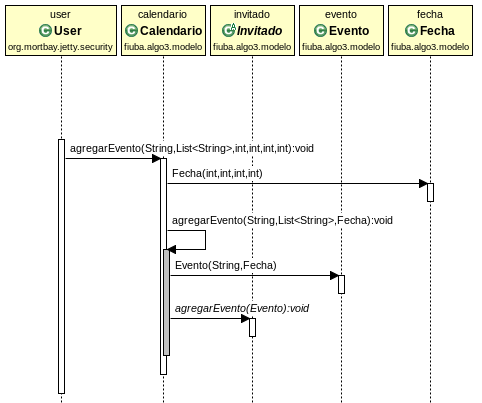 user
calendario
invitado
evento
fecha
C User
C Calendario
C A Invitado
C Evento
C Fecha
org.mortbay.jetty.security
fiuba.algo3.modelo
fiuba.algo3.modelo
fiuba.algo3.modelo
fiuba.algo3.modelo
agregarEvento(String,List<String>,int,int,int,int):void
Fecha(int,int,int,int)
agregarEvento(String,List<String>,Fecha):void
Evento(String,Fecha)
agregarEvento(Evento):void